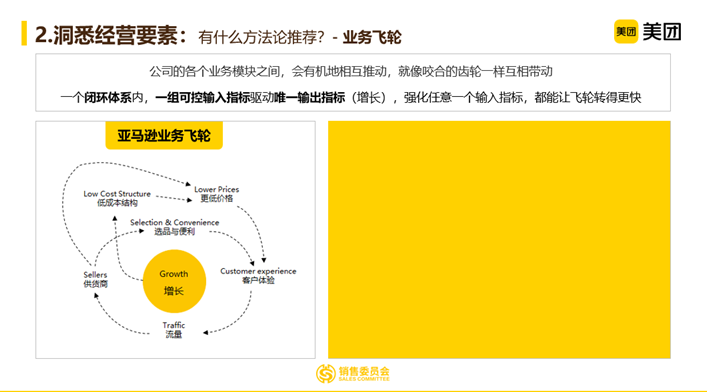 2.洞悉经营要素：有什么方法论推荐？- 业务飞轮
美团 美团
公司的各个业务模块之间，会有机地相互推动，就像咬合的齿轮一样互相带动
一个闭环体系内，一组可控输入指标驱动唯一输出指标（增长），强化任意一个输入指标，都能让飞轮转得更快
亚马逊业务飞轮
Lower Prices
更低价格
Low Cost Structure
低成本结构
Selection & Convenience
选品与便利
Sellers
供货商
Growth
增长
Customer experience
客户体验
Traffic
流量
销售委员会
SALES COMMITTEE